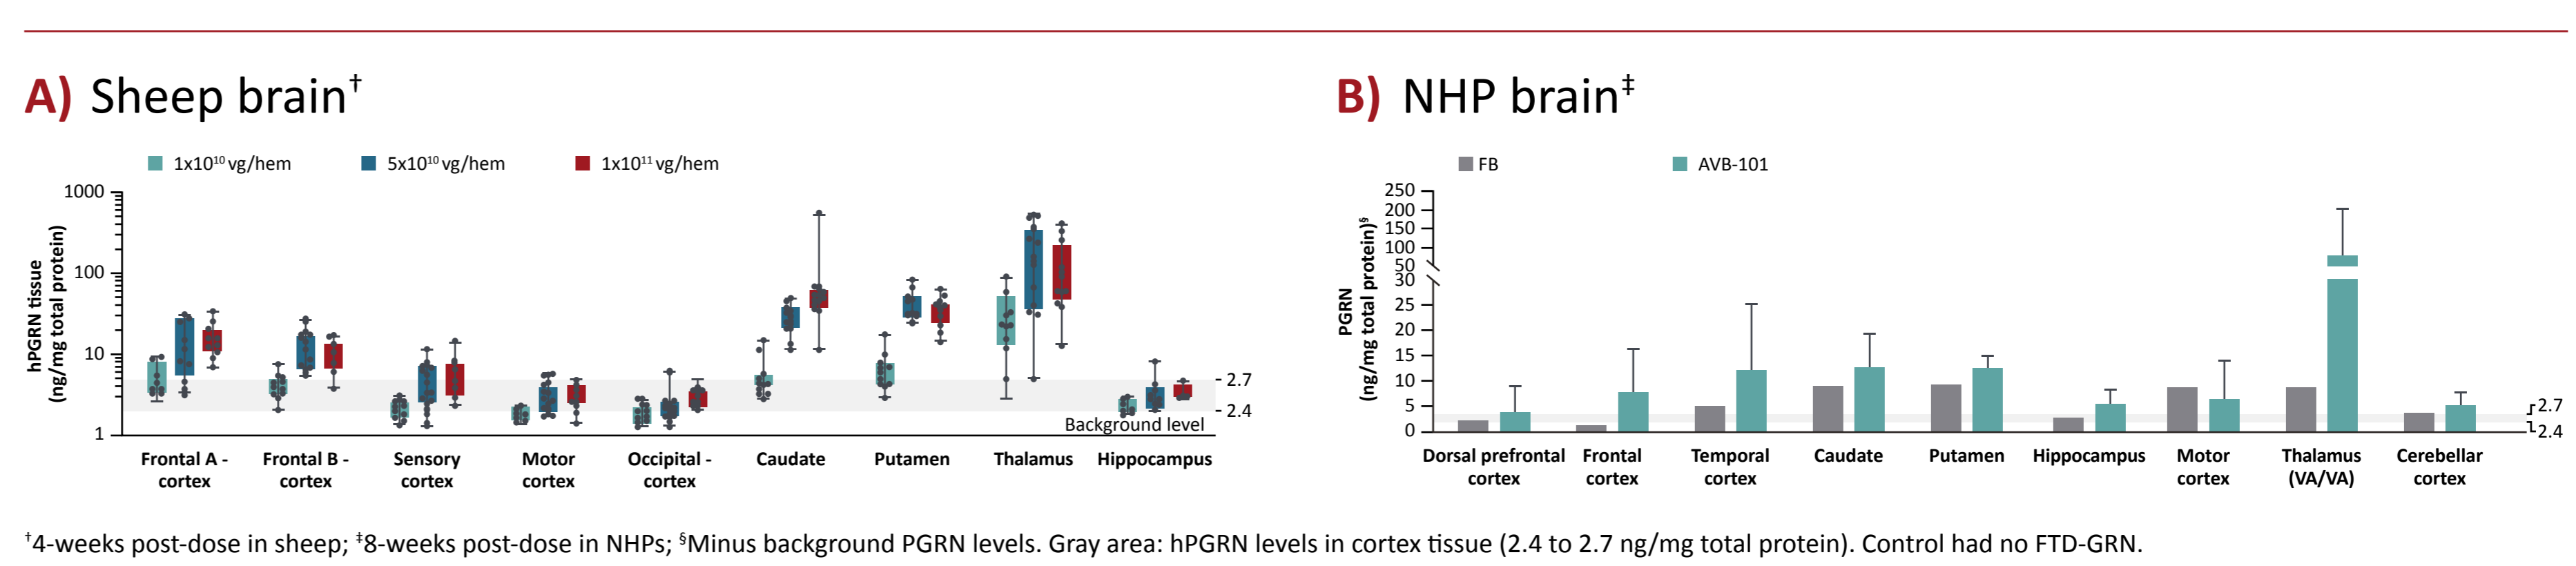 A) Sheep brain†
1x10¹⁰ vg/hem 5x10¹⁰ vg/hem 1x10¹¹ vg/hem
hPGRN tissue
(ng/mg total protein)
1000
100
10
1
2.7
2.4
Background level
Frontal A -
cortex
Frontal B -
cortex
Sensory
cortex
Motor
cortex
Occipital -
cortex
Caudate
Putamen
Thalamus
Hippocampus
B) NHP brain‡
FB AVB-101
PGRN
(ng/mg total protein)§
250
200
150
100
50
30
25
20
15
10
5
0
2.7
2.4
Dorsal prefrontal
cortex
Frontal
cortex
Temporal
cortex
Caudate
Putamen
Hippocampus
Motor
cortex
Thalamus
(VA/VA)
Cerebellar
cortex
†4-weeks post-dose in sheep; ‡8-weeks post-dose in NHPs; §Minus background PGRN levels. Gray area: hPGRN levels in cortex tissue (2.4 to 2.7 ng/mg total protein). Control had no FTD-GRN.